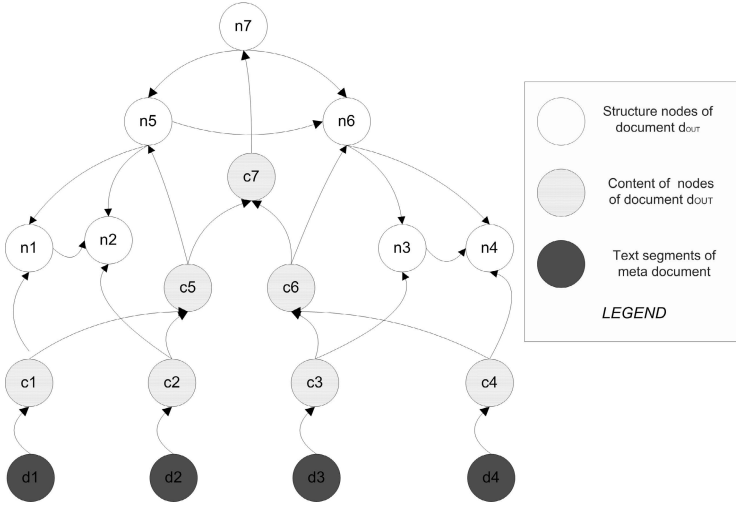 n7
n5
n6
c7
n1
n2
n3
n4
c5
c6
c1
c2
c3
c4
d1
d2
d3
d4
Structure nodes of
document dOUT
Content of nodes
of document dOUT
Text segments of
meta document
LEGEND